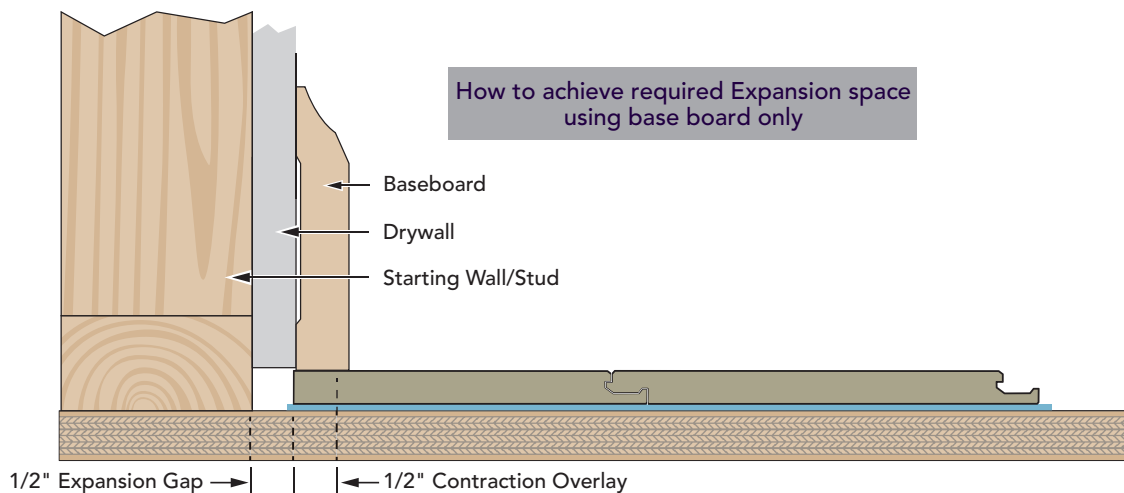 How to achieve required Expansion space
using base board only
Baseboard
Drywall
Starting Wall/Stud
1/2" Expansion Gap
1/2" Contraction Overlay